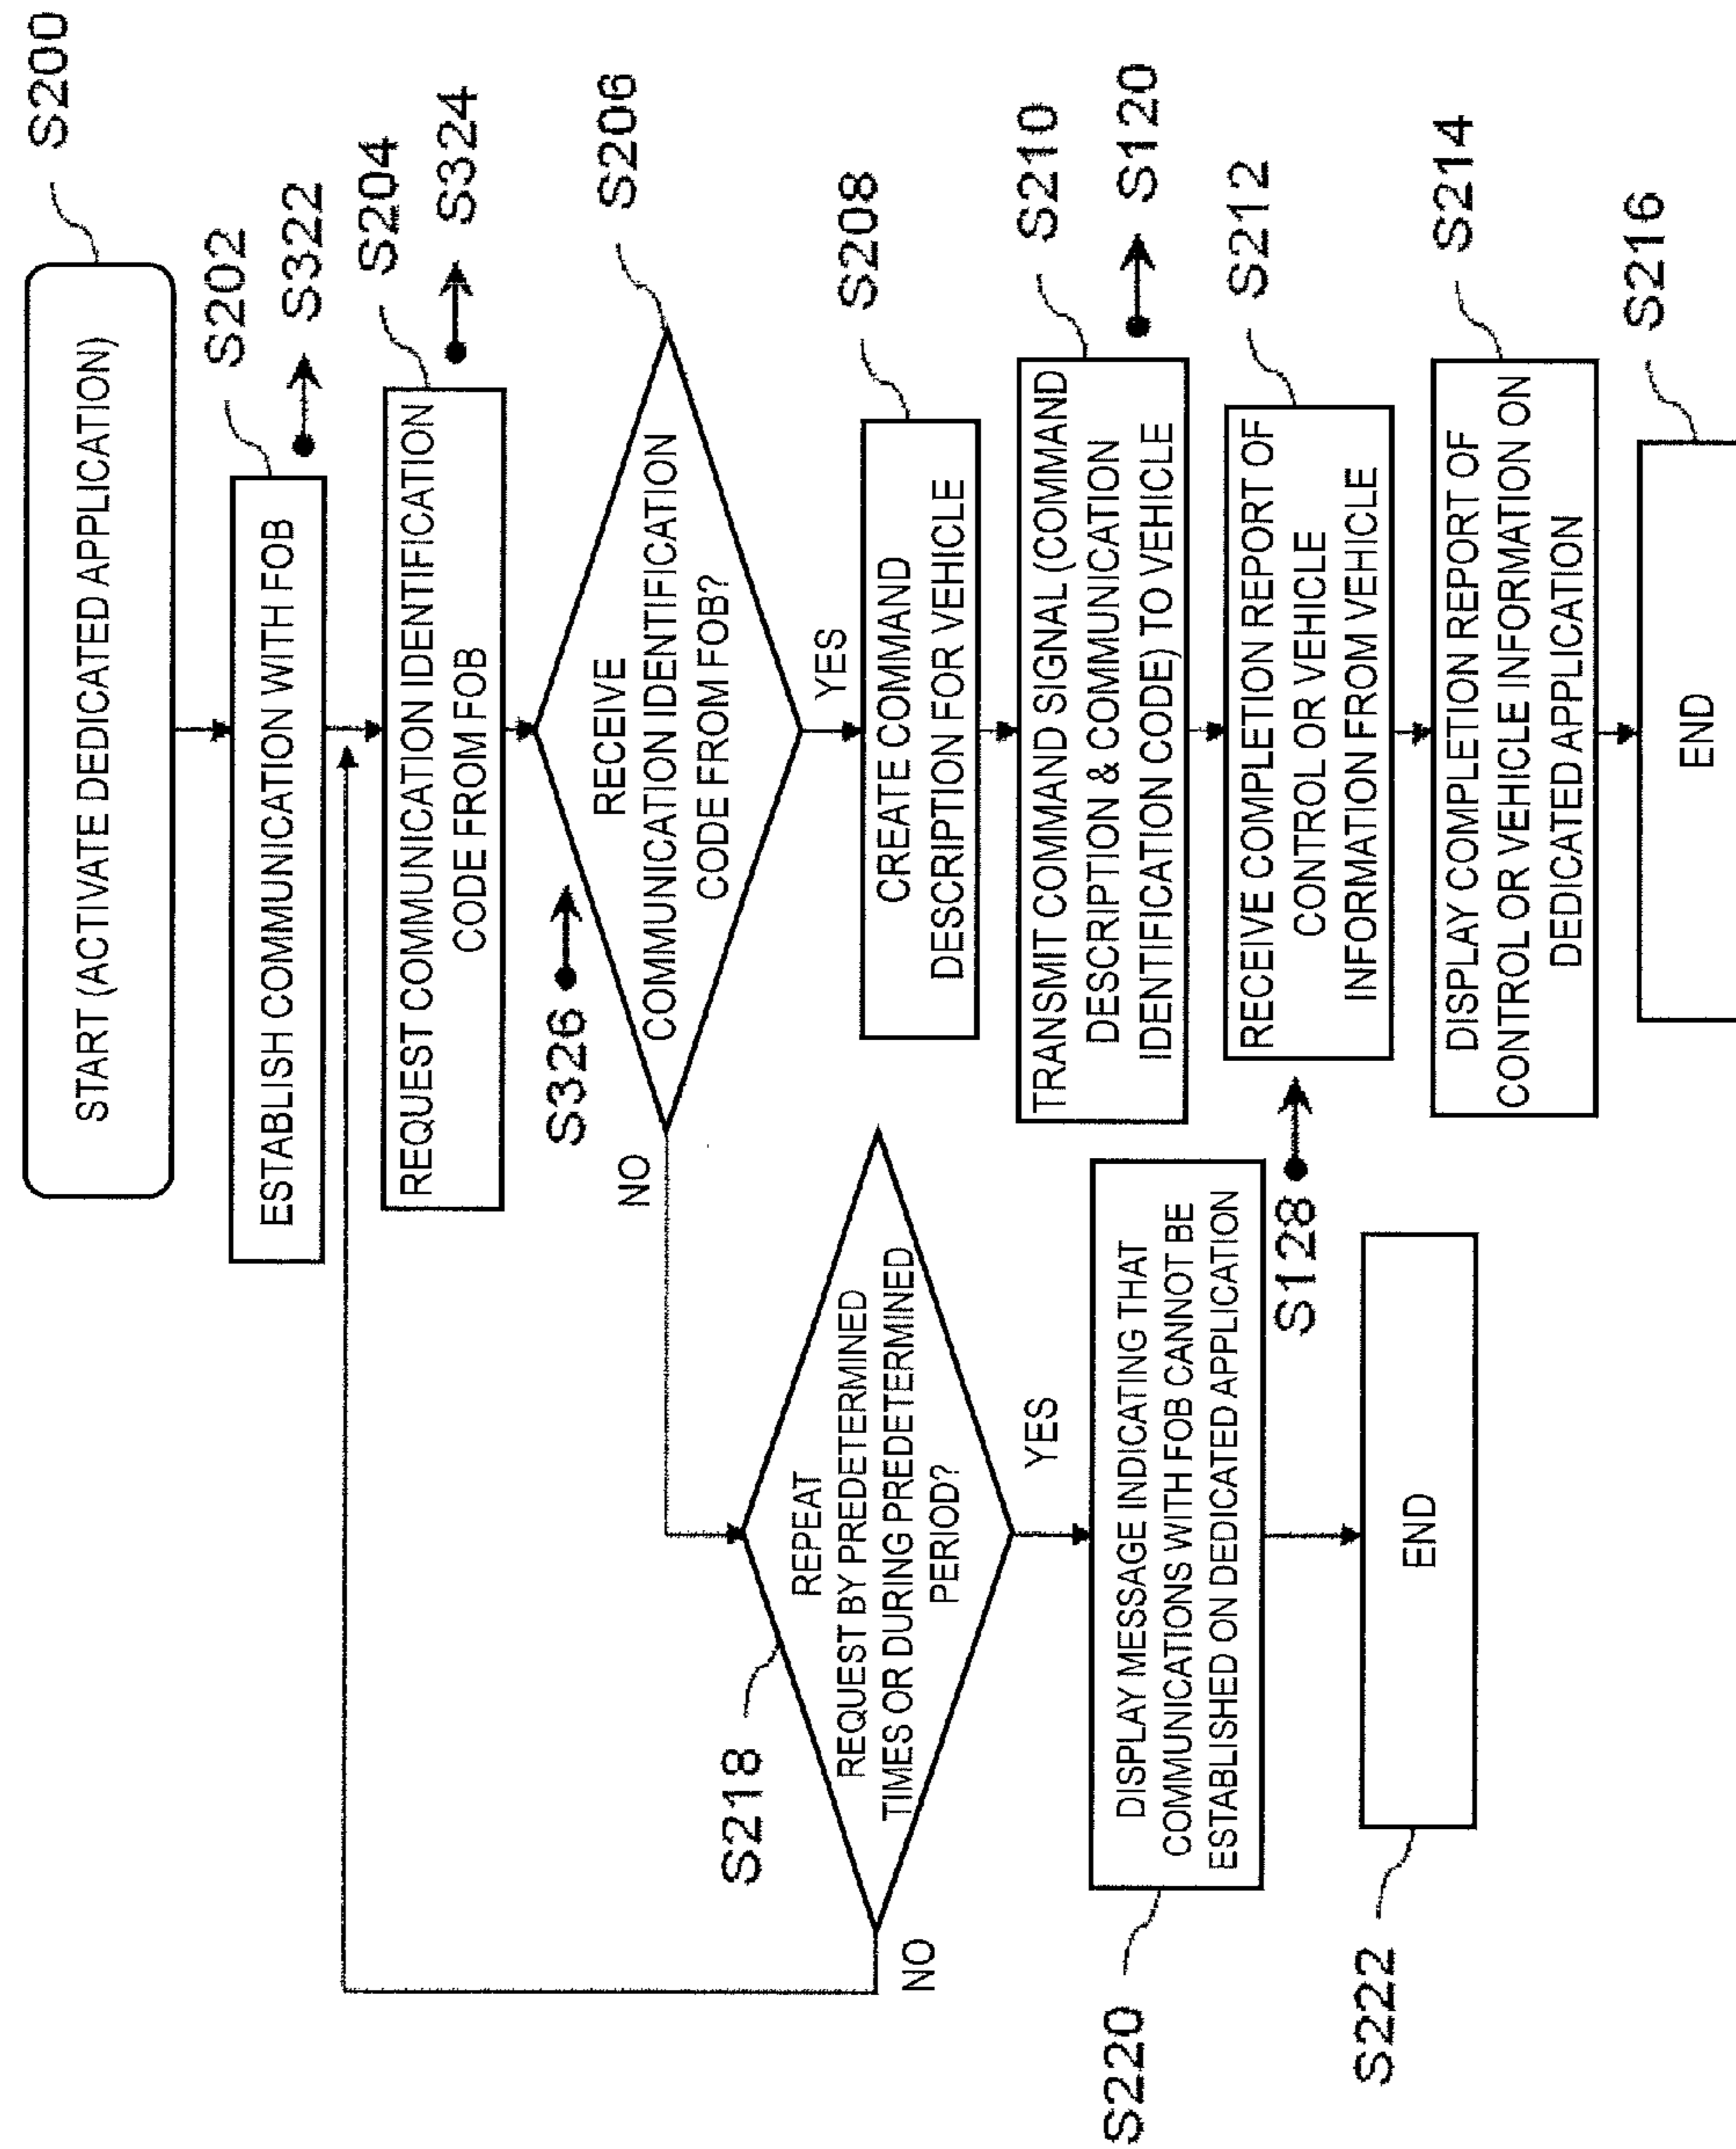 START (ACTIVATE DEDICATED APPLICATION)
S200
ESTABLISH COMMUNICATION WITH FOB
S202
S322
REQUEST COMMUNICATION IDENTIFICATION
CODE FROM FOB
S204
S324
S326
RECEIVE
COMMUNICATION IDENTIFICATION
CODE FROM FOB?
S206
NO
YES
CREATE COMMAND
DESCRIPTION FOR VEHICLE
S208
TRANSMIT COMMAND SIGNAL (COMMAND
DESCRIPTION & COMMUNICATION
IDENTIFICATION CODE) TO VEHICLE
S210
S120
RECEIVE COMPLETION REPORT OF
CONTROL OR VEHICLE
INFORMATION FROM VEHICLE
S212
S128
DISPLAY COMPLETION REPORT OF
CONTROL OR VEHICLE INFORMATION ON
DEDICATED APPLICATION
S214
END
S216
REPEAT
REQUEST BY PREDETERMINED
TIMES OR DURING PREDETERMINED
PERIOD?
S218
NO
YES
DISPLAY MESSAGE INDICATING THAT
COMMUNICATIONS WITH FOB CANNOT BE
ESTABLISHED ON DEDICATED APPLICATION
S220
END
S222